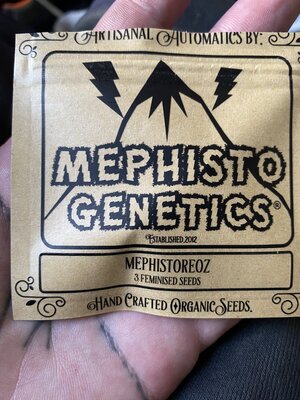 ARTISANAL AUTOMATICS BY:
MEPHISTO
GENETICS®
ESTABLISHED.2012
MEPHISTOREOZ
3 FEMINISED SEEDS
HAND CRAFTED ORGANIC SEEDS.